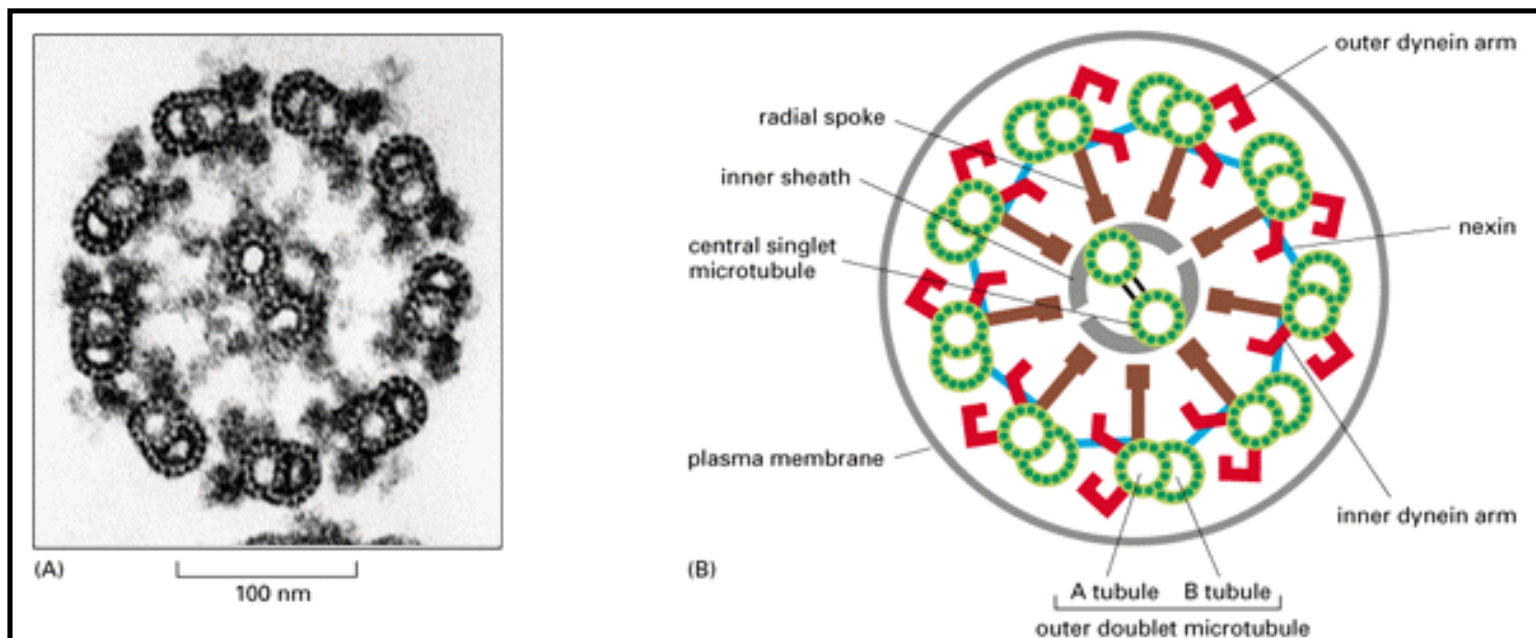 (A)
100 nm
outer dynein arm
radial spoke
inner sheath
nexin
central singlet
microtubule
plasma membrane
inner dynein arm
(B)
A tubule B tubule
outer doublet microtubule